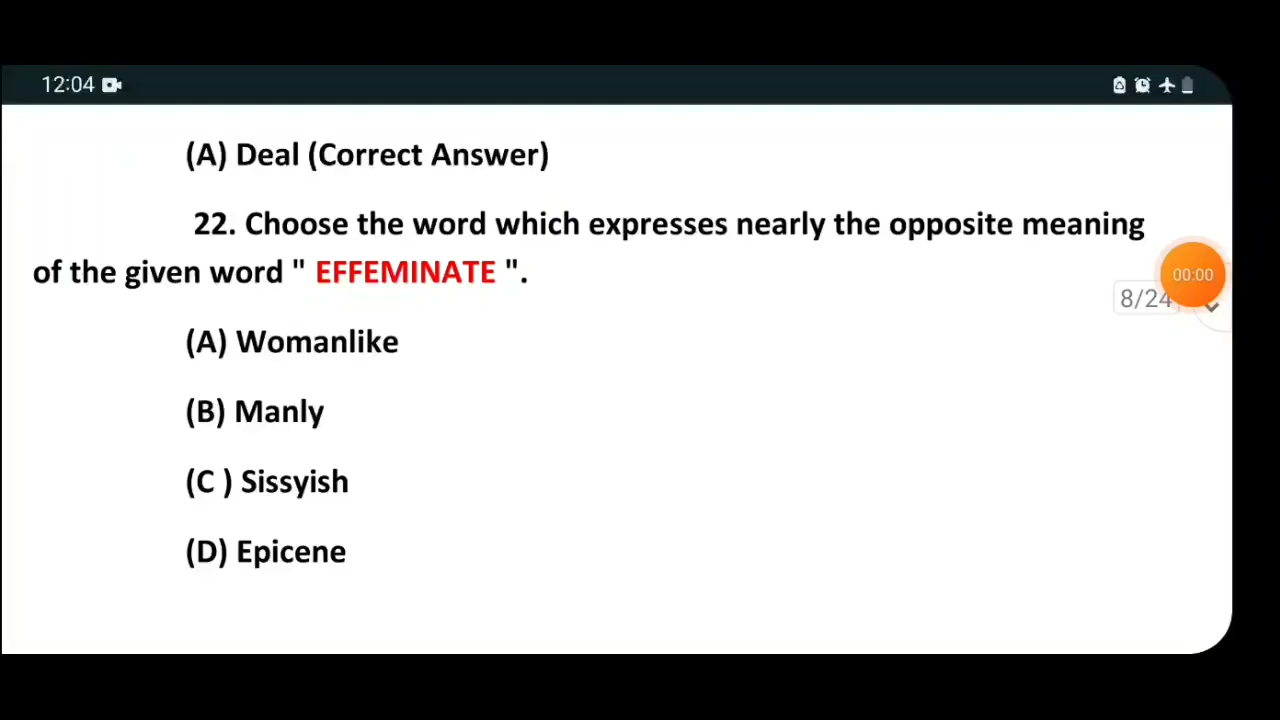 12:04
(A) Deal (Correct Answer)
22. Choose the word which expresses nearly the opposite meaning
of the given word " EFFEMINATE ".
00:00
8/24
(A) Womanlike
(B) Manly
(C ) Sissyish
(D) Epicene